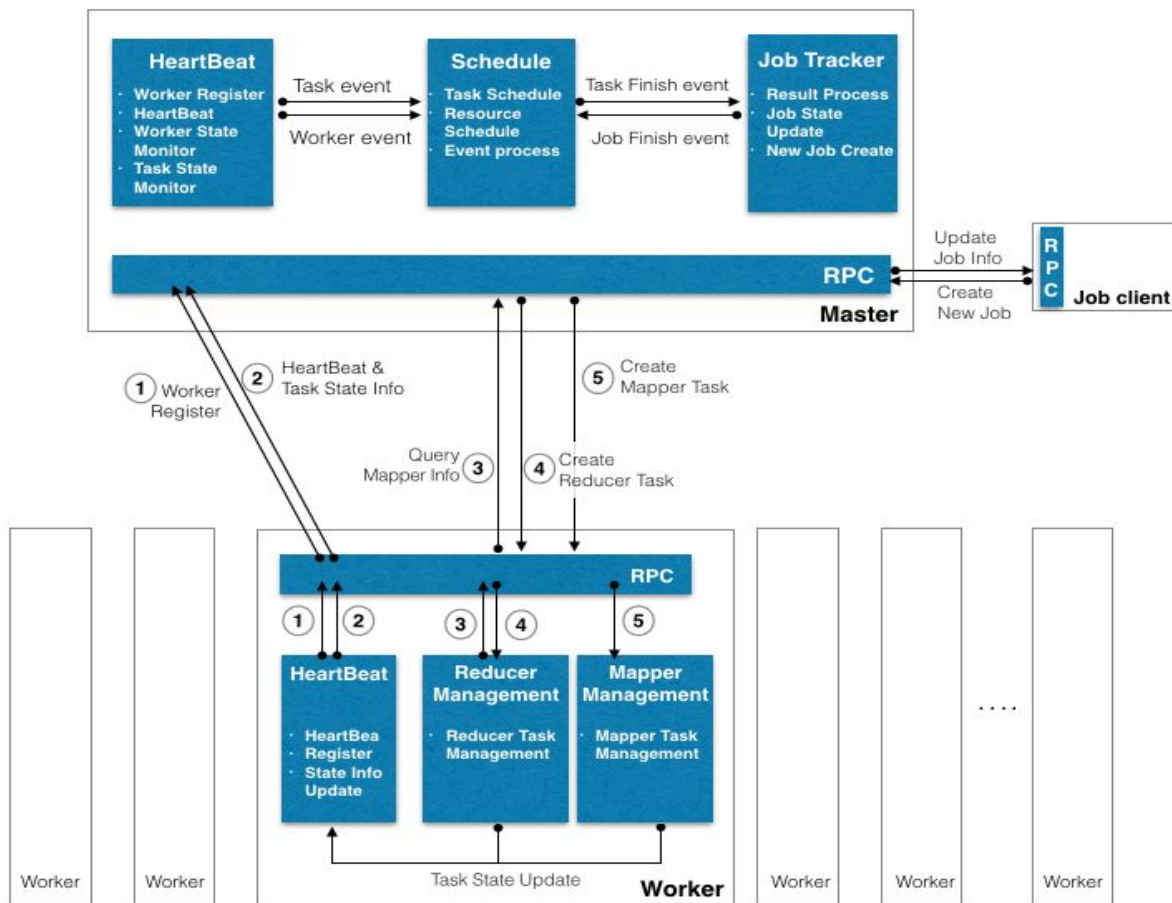 HeartBeat
· Worker Register
· HeartBeat
· Worker State
Monitor
· Task State
Monitor
Task event
Worker event
Schedule
· Task Schedule
· Resource
Schedule
· Event process
Task Finish event
Job Finish event
Job Tracker
· Result Process
· Job State
Update
· New Job Create
RPC
Master
Update
Job Info
Create
New Job
R
P
C
Job client
1 Worker
Register
2 HeartBeat &
Task State Info
Query
Mapper Info
3
4 Create
Reducer Task
5 Create
Mapper Task
RPC
1
2
3
4
5
HeartBeat
· HeartBea
· Register
· State Info
Update
Reducer
Management
· Reducer Task
Management
Mapper
Management
· Mapper Task
Management
....
Task State Update
Worker
Worker
Worker
Worker
Worker
Worker